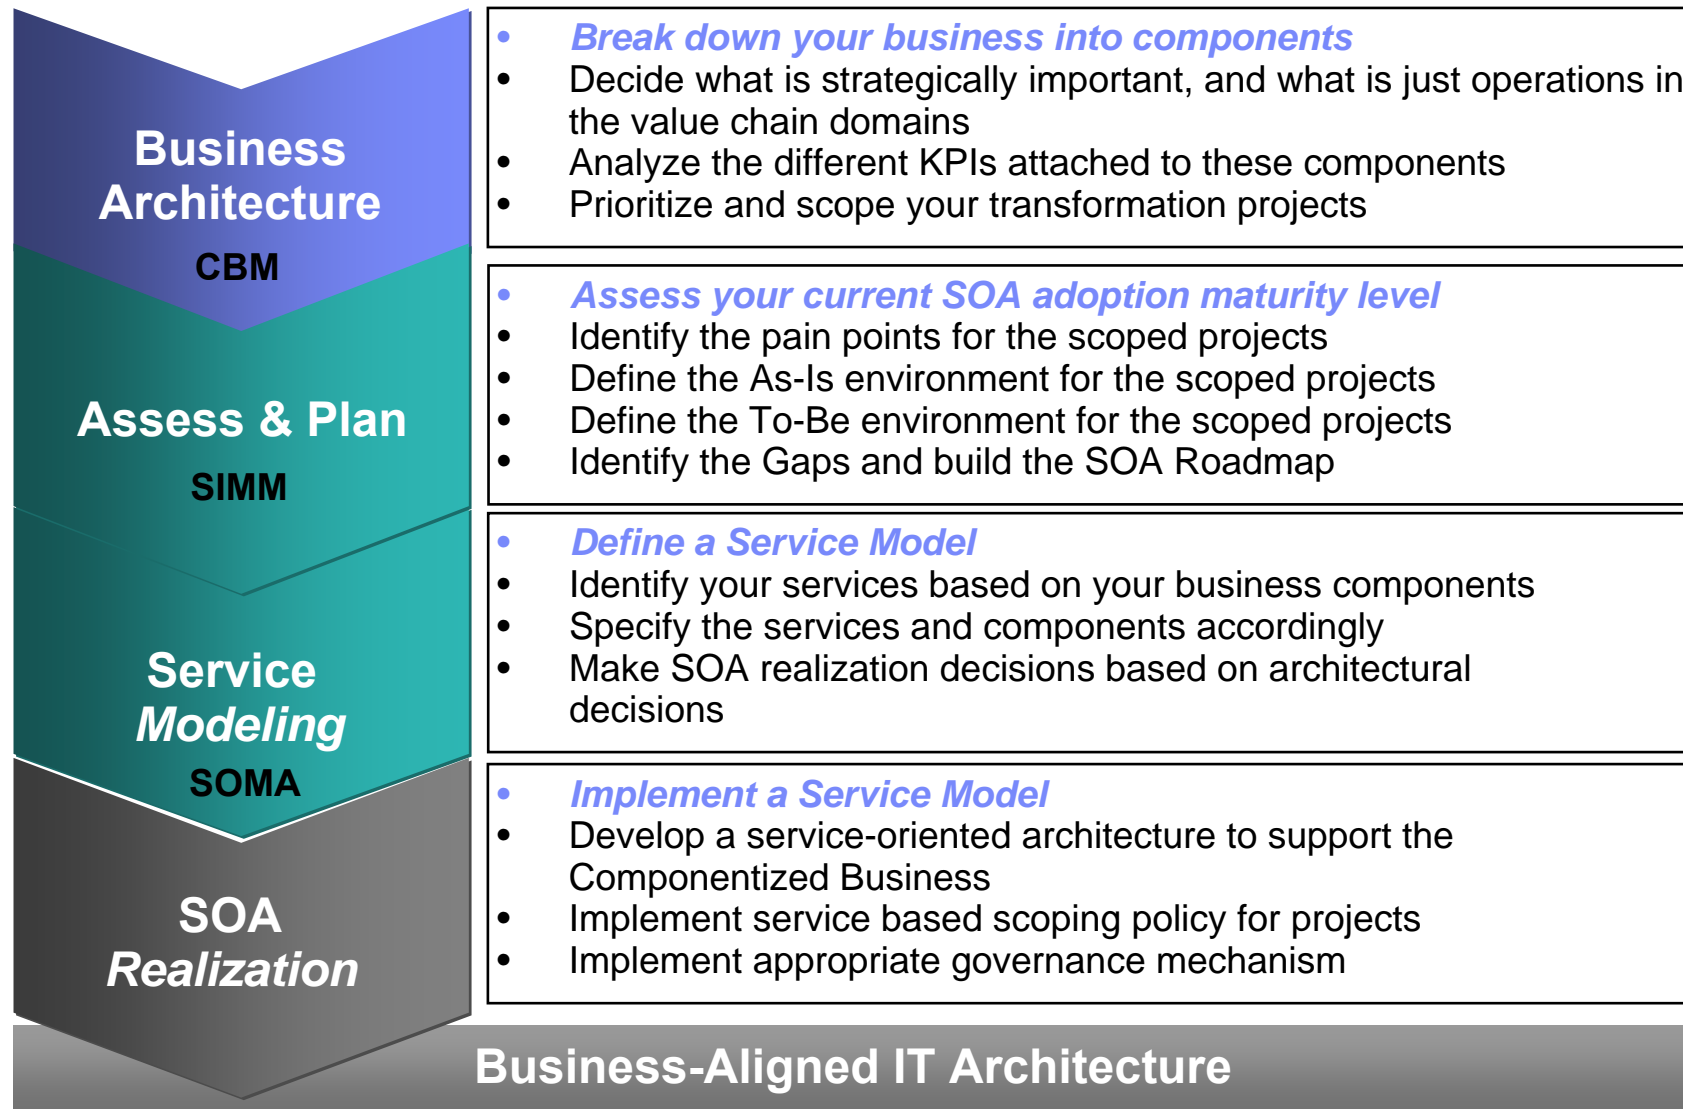 Business
Architecture
CBM
• Break down your business into components
• Decide what is strategically important, and what is just operations in
the value chain domains
• Analyze the different KPIs attached to these components
• Prioritize and scope your transformation projects
Assess & Plan
SIMM
• Assess your current SOA adoption maturity level
• Identify the pain points for the scoped projects
• Define the As-Is environment for the scoped projects
• Define the To-Be environment for the scoped projects
• Identify the Gaps and build the SOA Roadmap
Service
Modeling
SOMA
• Define a Service Model
• Identify your services based on your business components
• Specify the services and components accordingly
• Make SOA realization decisions based on architectural
decisions
SOA
Realization
• Implement a Service Model
• Develop a service-oriented architecture to support the
Componentized Business
• Implement service based scoping policy for projects
• Implement appropriate governance mechanism
Business-Aligned IT Architecture